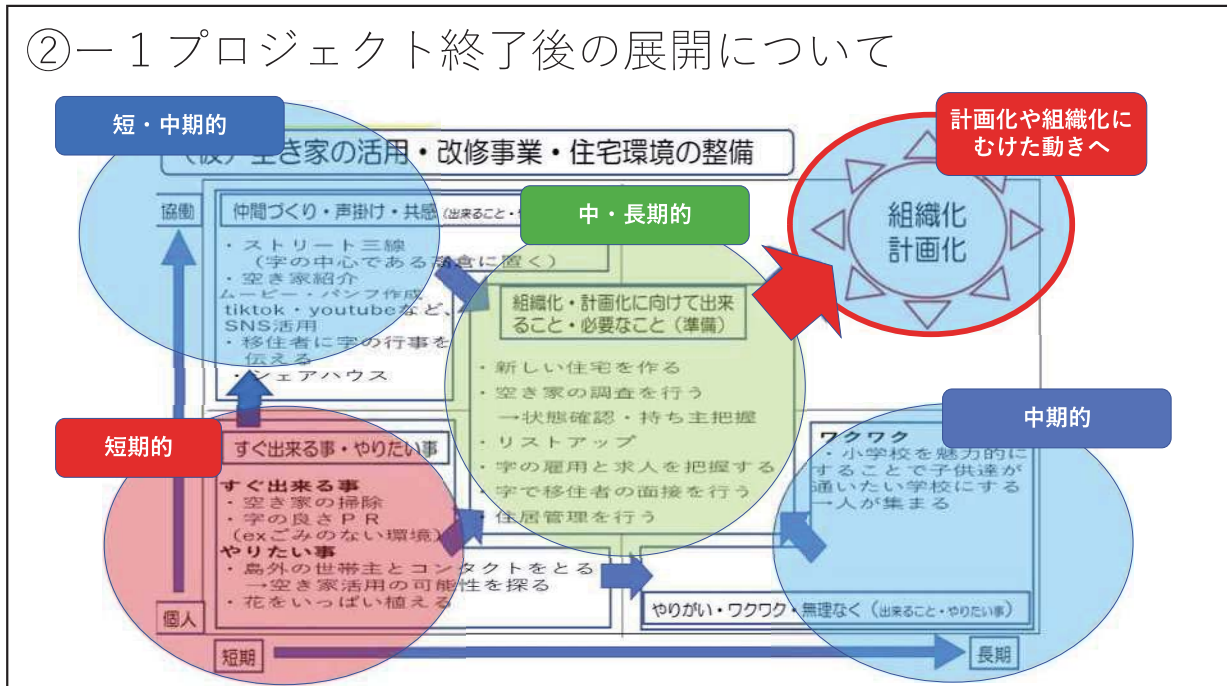 ②ー１プロジェクト終了後の展開について
短・中期的
計画化や組織化に
むけた動きへ
空き家の活用・改修事業・住宅環境の整備
協働
仲間づくり・声掛け・共感（出来ること・
・ストリート三線
（字の中心である高倉に置く）
・空き家紹介
ムービー・パンフ作成
tiktok・youtubeなど、
SNS活用
・移住者に字の行事を
伝える
・シェアハウス
中・長期的
組織化
計画化
組織化・計画化に向けて出来
ること・必要なこと（準備）
・新しい住宅を作る
・空き家の調査を行う
→状態確認・持ち主把握
・リストアップ
・字の雇用と求人を把握する
・字で移住者の面接を行う
・住居管理を行う
短期的
すぐ出来る事・やりたい事
すぐ出来る事
・空き家の掃除
・字の良さＰＲ
(exごみのない環境)
やりたい事
・島外の世帯主とコンタクトをとる
→空き家活用の可能性を探る
・花をいっぱい植える
中期的
ワクワク
・小学校を魅力的に
することで子供達が
通いたい学校にする
→人が集まる
やりがい・ワクワク・無理なく（出来ること・やりたい事）
個人
短期
長期